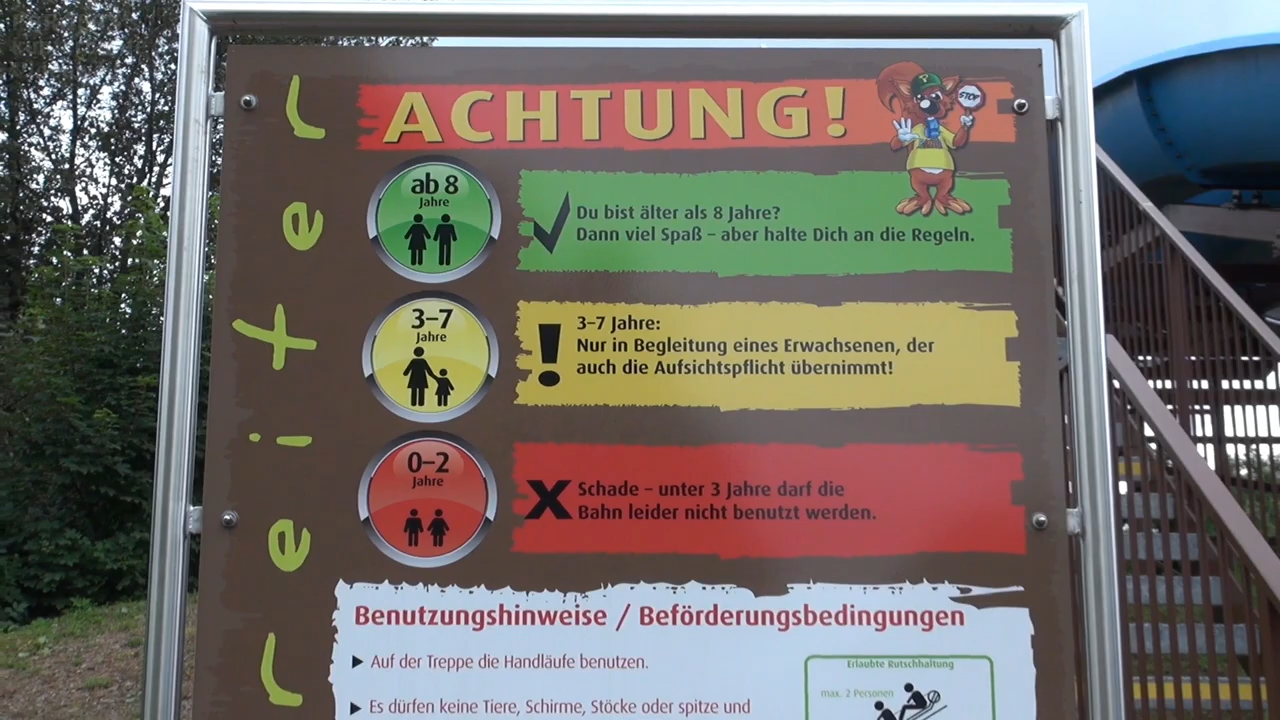 ACHTUNG!
STOP
ab 8
Jahre
Du bist älter als 8 Jahre?
Dann viel Spaß – aber halte Dich an die Regeln.
3–7
Jahre
3–7 Jahre:
Nur in Begleitung eines Erwachsenen, der
auch die Aufsichtspflicht übernimmt!
0–2
Jahre
Schade – unter 3 Jahre darf die
Bahn leider nicht benutzt werden.
reiter
Benutzungshinweise / Beförderungsbedingungen
Auf der Treppe die Handläufe benutzen.
Es dürfen keine Tiere, Schirme, Stöcke oder spitze und
Erlaubte Rutschhaltung
max. 2 Personen